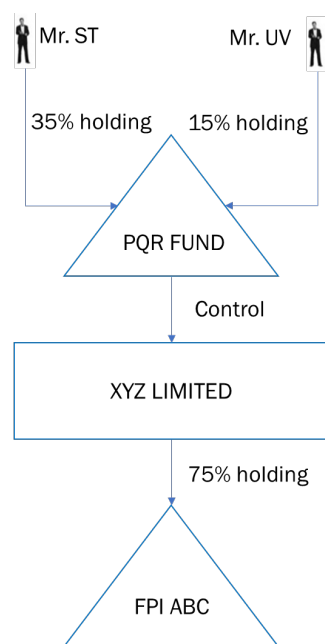 Mr. ST
Mr. UV
35% holding
15% holding
PQR FUND
Control
XYZ LIMITED
75% holding
FPI ABC